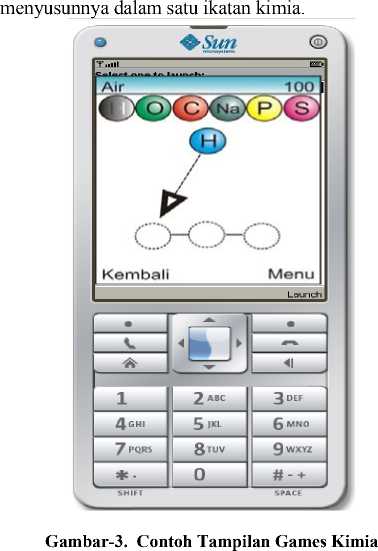 menyusunnya dalam satu ikatan kimia.
Sun
microsystems
Select one to launch:
Air 100
H O C Na P S
H
Kembali Menu
Launch
1 2 ABC 3 DEF
4 GHI 5 JKL 6 MNO
7 PQRS 8 TUV 9 WXYZ
* . 0 # - +
SHIFT SPACE
Gambar-3. Contoh Tampilan Games Kimia